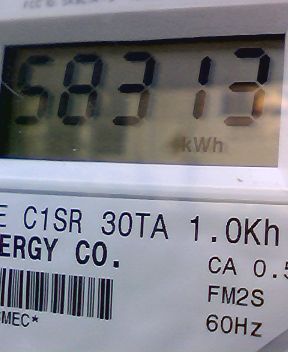 58313
kWh
E C1SR 30TA 1.0Kh
ERGY CO.
CA 0.5
FM2S
MEC*
60Hz